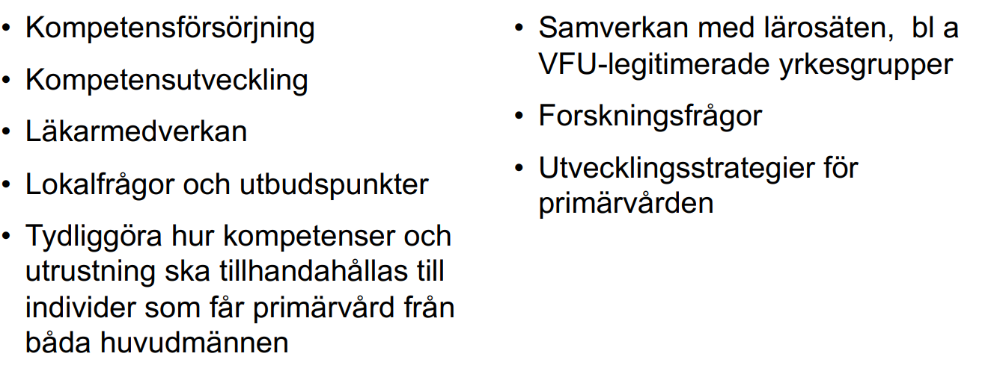 • Kompetensförsörjning
• Kompetensutveckling
• Läkarmedverkan
• Lokalfrågor och utbudspunkter
• Tydliggöra hur kompetenser och
utrustning ska tillhandahållas till
individer som får primärvård från
båda huvudmännen
• Samverkan med lärosäten,  bl a
VFU-legitimerade yrkesgrupper
• Forskningsfrågor
• Utvecklingsstrategier för
primärvården